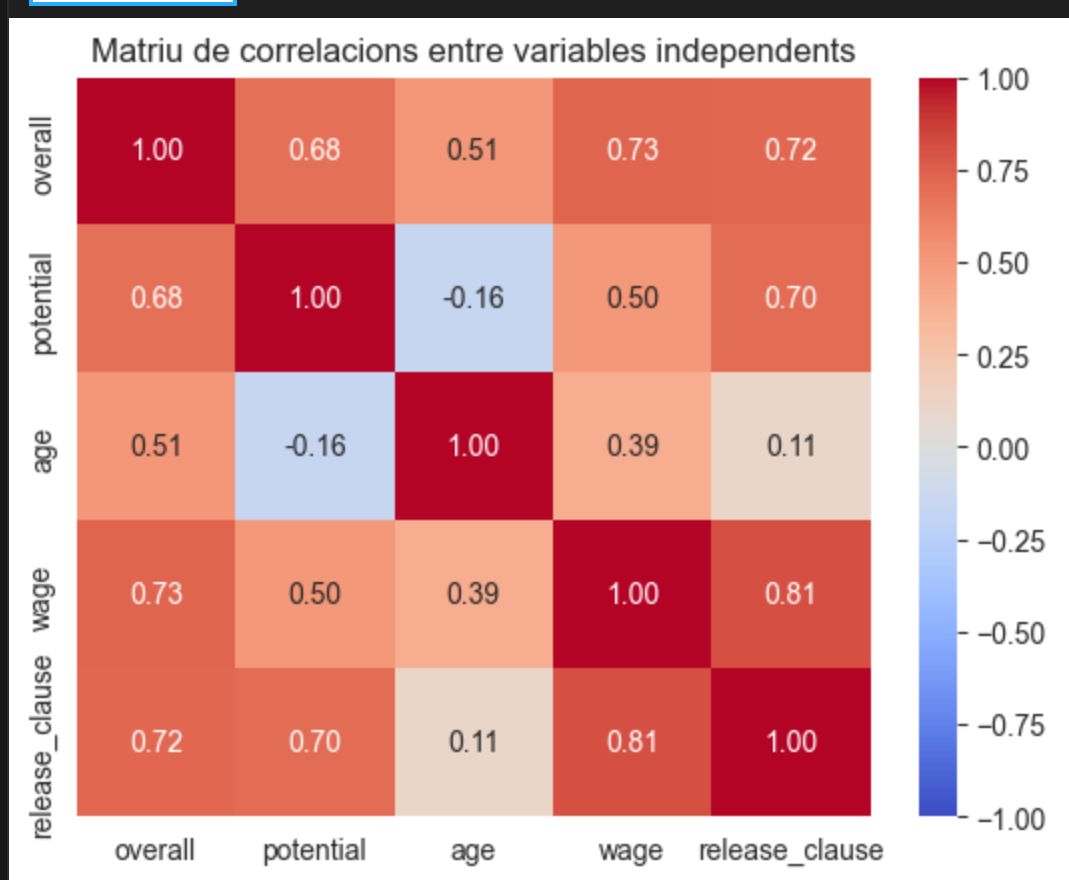 Matriu de correlacions entre variables independents
overall 1.00 0.68 0.51 0.73 0.72
potential 0.68 1.00 -0.16 0.50 0.70
age 0.51 -0.16 1.00 0.39 0.11
wage 0.73 0.50 0.39 1.00 0.81
release_clause 0.72 0.70 0.11 0.81 1.00
overall potential age wage release_clause
1.00
0.75
0.50
0.25
0.00
−0.25
−0.50
−0.75
−1.00